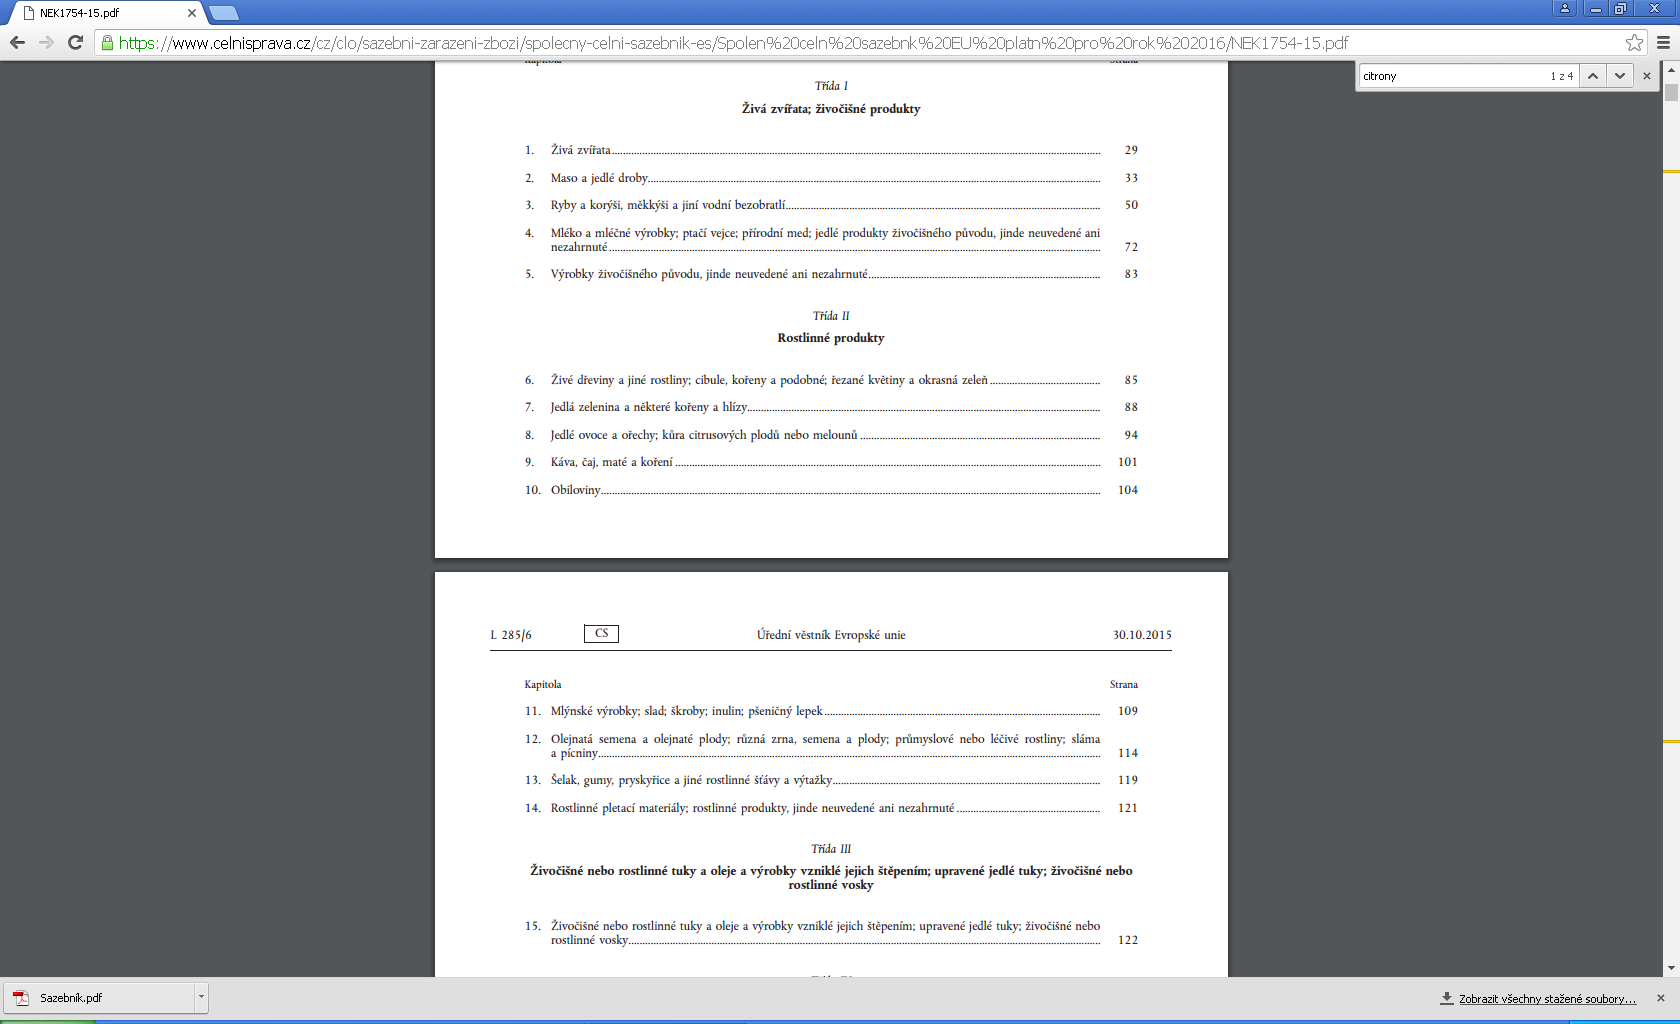 NEK1754-15.pdf
https://www.celnisprava.cz/cz/clo/sazebni-zarazeni-zbozi/spolecny-celni-sazebnik-es/Spolen%20celn%20sazebnk%20EU%20platn%20pro%20rok%202016/NEK1754-15.pdf
citrony 1 z 4
Kapitola Strana
Třída I
Živá zvířata; živočišné produkty
1. Živá zvířata 29
2. Maso a jedlé droby 33
3. Ryby a korýši, měkkýši a jiní vodní bezobratlí 50
4. Mléko a mléčné výrobky; ptačí vejce; přírodní med; jedlé produkty živočišného původu, jinde neuvedené ani
nezahrnuté 72
5. Výrobky živočišného původu, jinde neuvedené ani nezahrnuté 83
Třída II
Rostlinné produkty
6. Živé dřeviny a jiné rostliny; cibule, kořeny a podobné; řezané květiny a okrasná zeleň 85
7. Jedlá zelenina a některé kořeny a hlízy 88
8. Jedlé ovoce a ořechy; kůra citrusových plodů nebo melounů 94
9. Káva, čaj, maté a koření 101
10. Obiloviny 104
L 285/6 CS Úřední věstník Evropské unie 30.10.2015
Kapitola Strana
11. Mlýnské výrobky; slad; škroby; inulin; pšeničný lepek 109
12. Olejnatá semena a olejnaté plody; různá zrna, semena a plody; průmyslové nebo léčivé rostliny; sláma
a pícniny 114
13. Šelak, gumy, pryskyřice a jiné rostlinné šťávy a výtažky 119
14. Rostlinné pletací materiály; rostlinné produkty, jinde neuvedené ani nezahrnuté 121
Třída III
Živočišné nebo rostlinné tuky a oleje a výrobky vzniklé jejich štěpením; upravené jedlé tuky; živočišné nebo
rostlinné vosky
15. Živočišné nebo rostlinné tuky a oleje a výrobky vzniklé jejich štěpením; upravené jedlé tuky; živočišné nebo
rostlinné vosky 122
Sazebník.pdf
Zobrazit všechny stažené soubory...